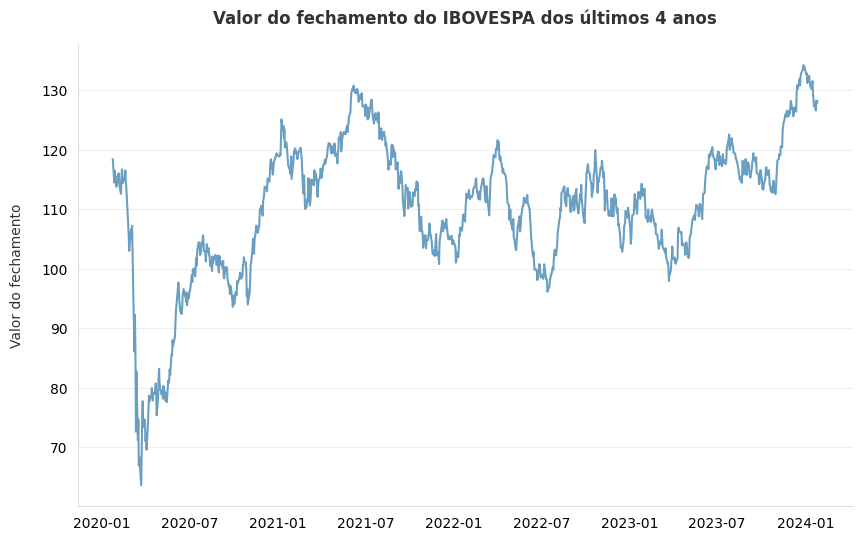 Valor do fechamento do IBOVESPA dos últimos 4 anos
Valor do fechamento
130
120
110
100
90
80
70
2020-01 2020-07 2021-01 2021-07 2022-01 2022-07 2023-01 2023-07 2024-01